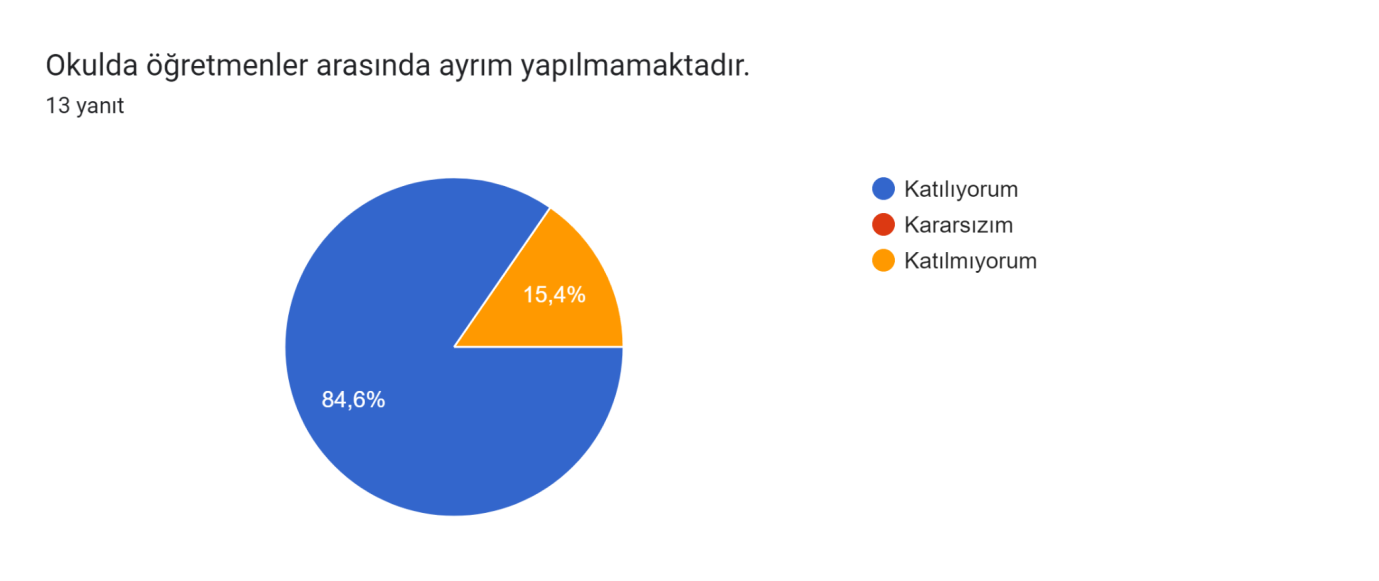 Okulda öğretmenler arasında ayrım yapılmamaktadır.
13 yanıt
Katılıyorum
Kararsızım
Katılmıyorum
15,4%
84,6%